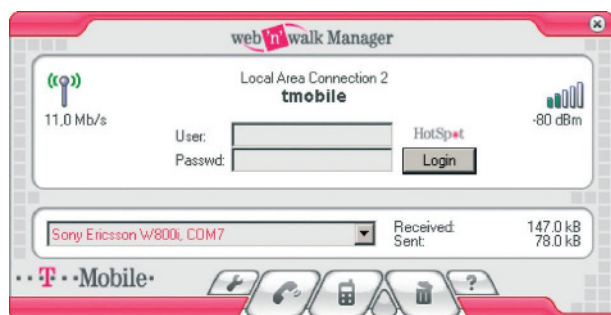 web'n'walk Manager
Local Area Connection 2
tmobile
11,0 Mb/s
-80 dBm
User:
HotSpot
Passwd:
Login
Sony Ericsson W800i, COM7
Received: 147.0 kB
Sent: 78.0 kB
T Mobile
?